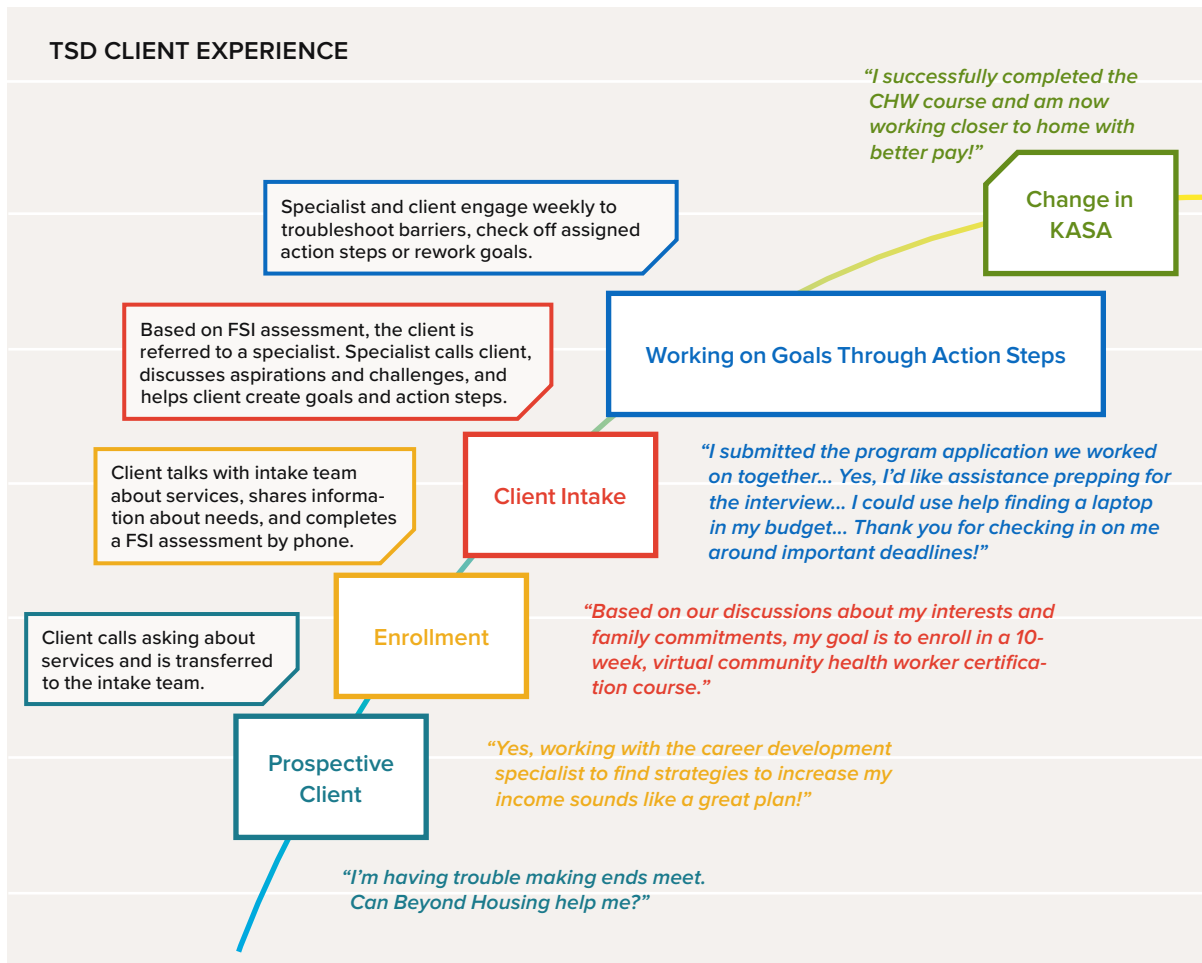 TSD CLIENT EXPERIENCE
“I successfully completed the
CHW course and am now
working closer to home with
better pay!”
Change in
KASA
Specialist and client engage weekly to
troubleshoot barriers, check off assigned
action steps or rework goals.
Working on Goals Through Action Steps
Based on FSI assessment, the client is
referred to a specialist. Specialist calls client,
discusses aspirations and challenges, and
helps client create goals and action steps.
“I submitted the program application we worked
on together... Yes, I’d like assistance prepping for
the interview... I could use help finding a laptop
in my budget... Thank you for checking in on me
around important deadlines!”
Client Intake
Client talks with intake team
about services, shares informa-
tion about needs, and completes
a FSI assessment by phone.
“Based on our discussions about my interests and
family commitments, my goal is to enroll in a 10-
week, virtual community health worker certifica-
tion course.”
Enrollment
Client calls asking about
services and is transferred
to the intake team.
“Yes, working with the career development
specialist to find strategies to increase my
income sounds like a great plan!”
Prospective
Client
“I’m having trouble making ends meet.
Can Beyond Housing help me?”